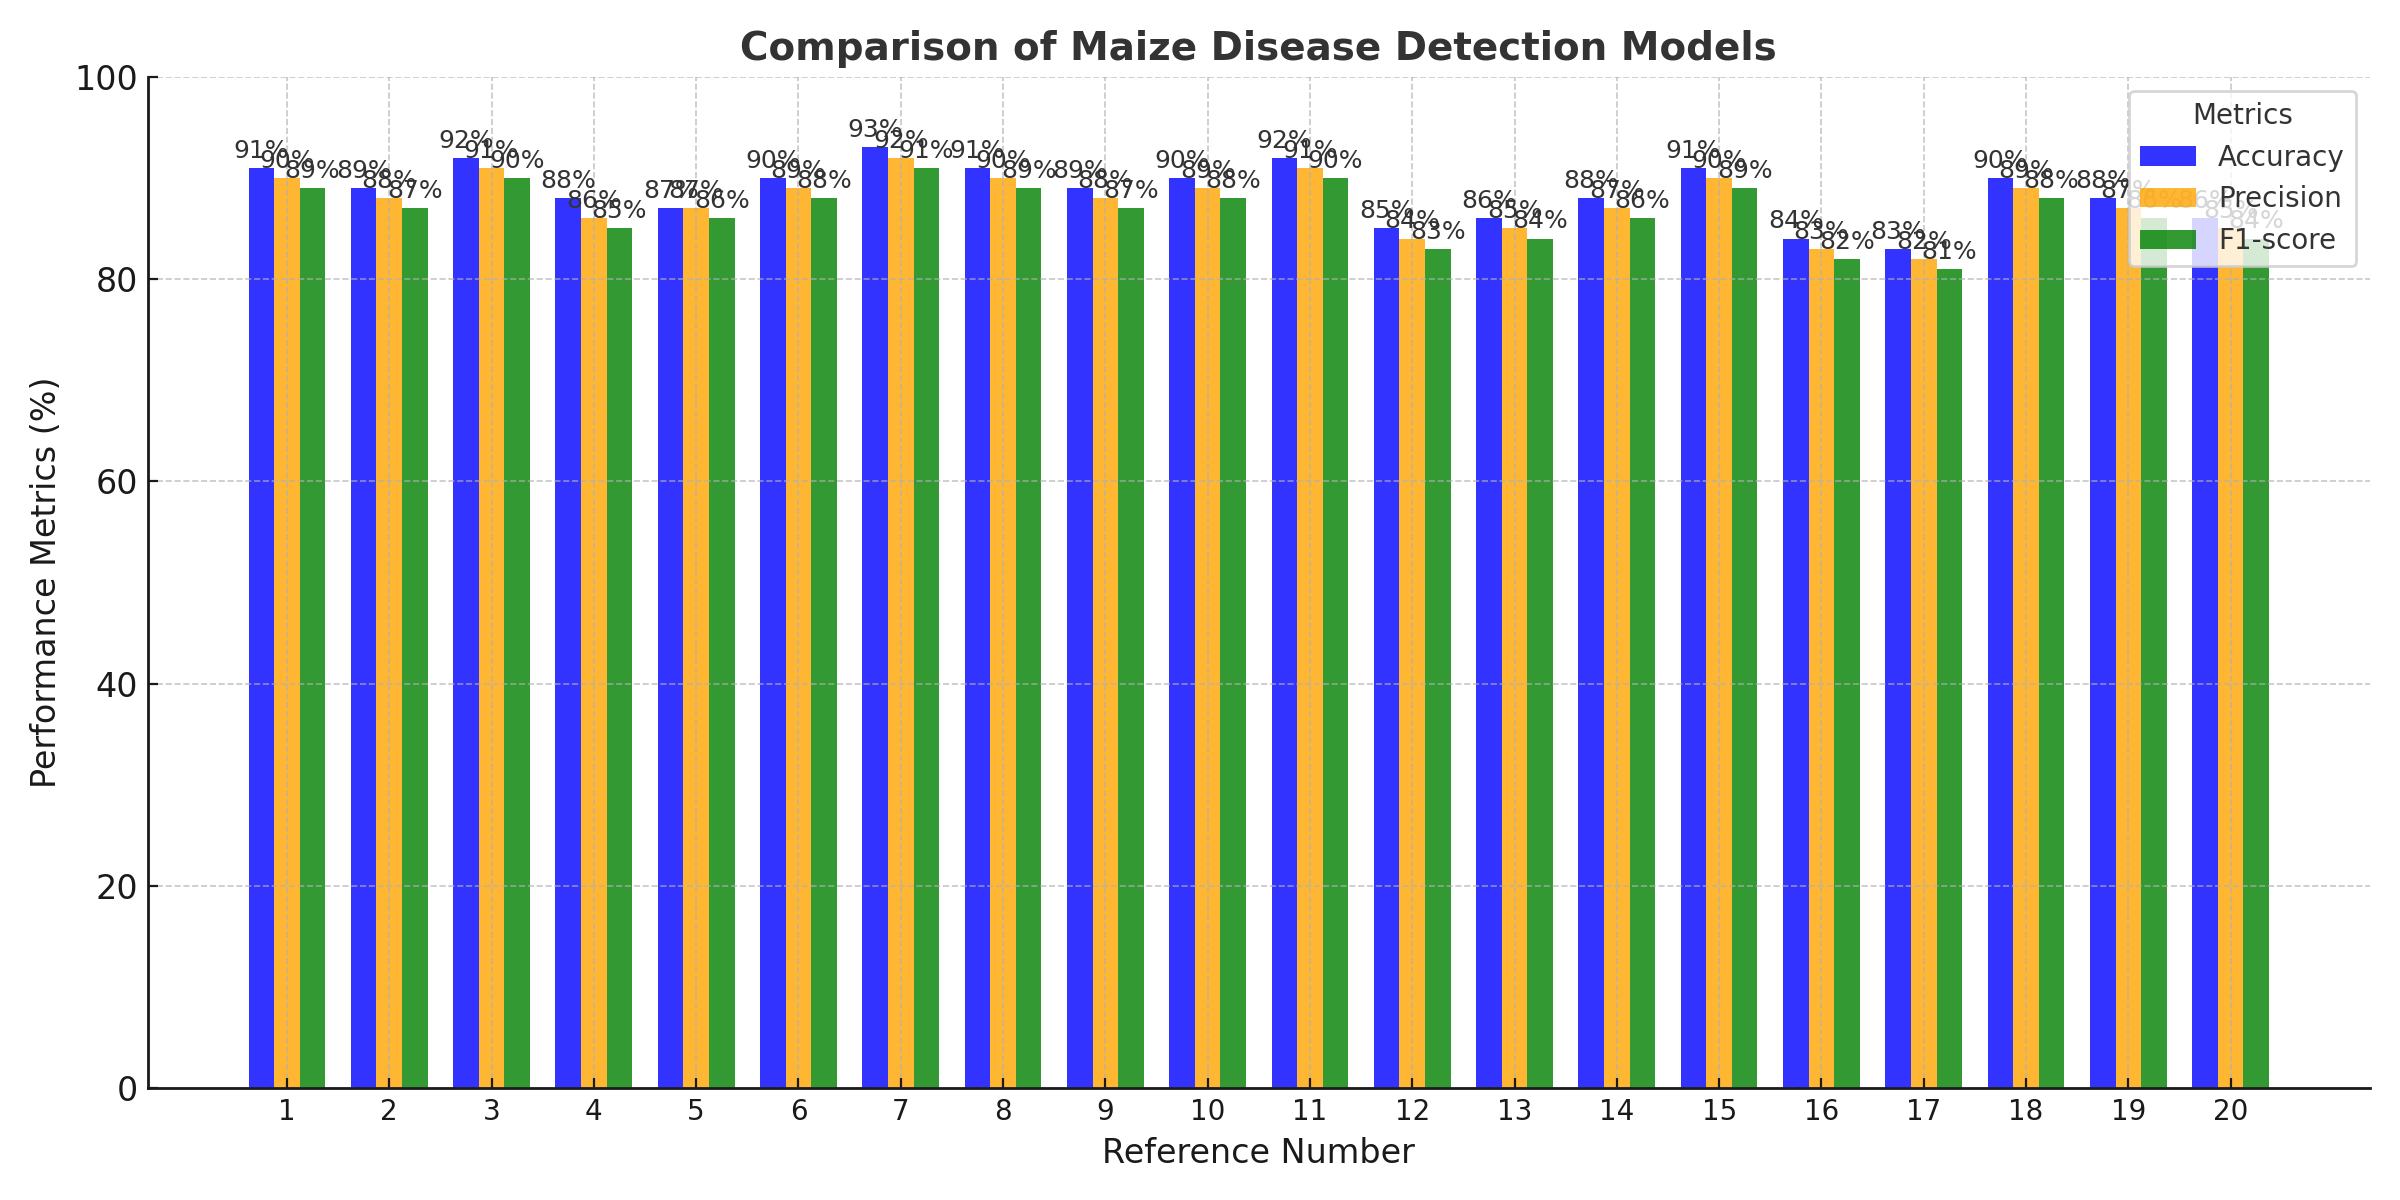 Comparison of Maize Disease Detection Models
Performance Metrics (%)
100
80
60
40
20
0
91% 90% 89%
89% 88% 87%
92% 91% 90%
88% 86% 85%
87% 87% 86%
90% 89% 88%
93% 92% 91%
91% 90% 89%
89% 88% 87%
90% 89% 88%
92% 91% 90%
85% 84% 83%
86% 85% 84%
88% 87% 86%
91% 90% 89%
84% 83% 82%
83% 82% 81%
90% 89% 88%
88% 87% 86%
86% 85% 84%
Metrics
Accuracy
Precision
F1-score
1 2 3 4 5 6 7 8 9 10 11 12 13 14 15 16 17 18 19 20
Reference Number